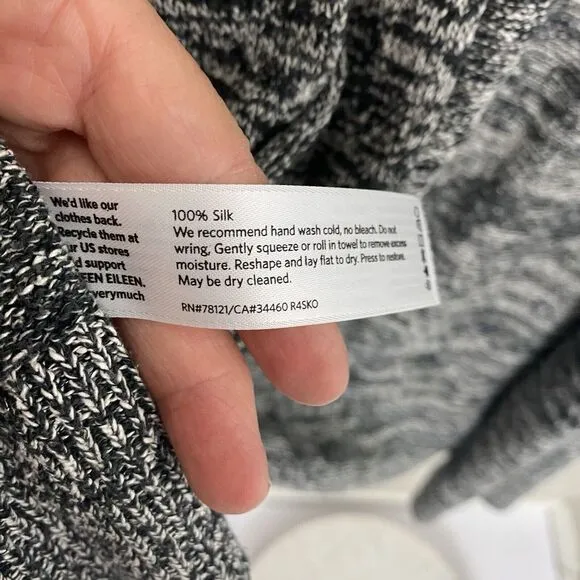 We'd like our
clothes back.
Recycle them at
ur US stores
d support
EEN EILEEN.
verymuch
100% Silk
We recommend hand wash cold, no bleach. Do not
wring, Gently squeeze or roll in towel to remove excess
moisture. Reshape and lay flat to dry. Press to restore.
May be dry cleaned.
RN#78121/CA#34460 R4SKO